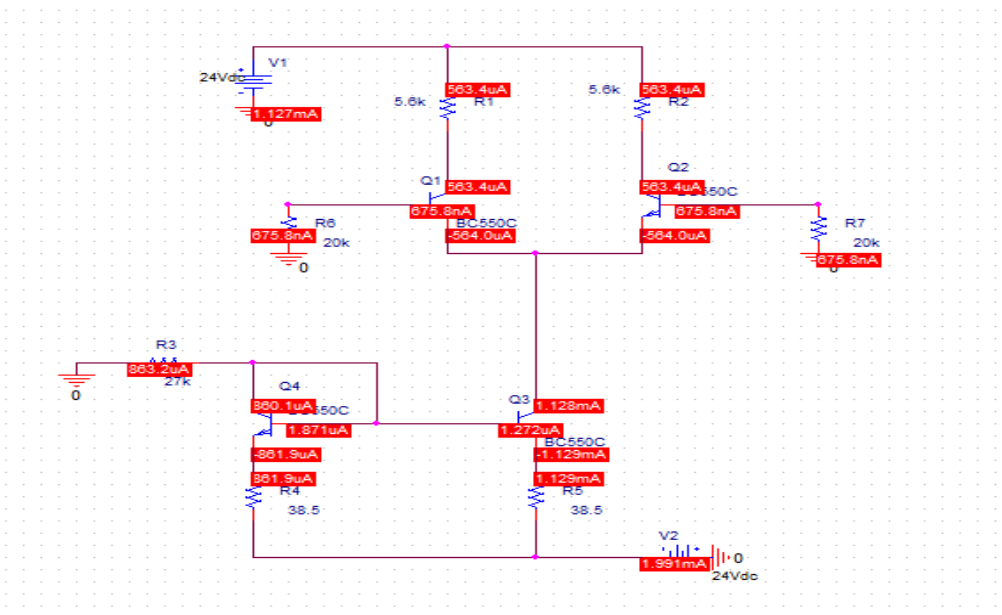 V1
24Vdc
1.127mA
0
563.4uA
5.6k
R1
563.4uA
5.6k
R2
Q1
563.4uA
675.8nA
BC550C
-564.0uA
Q2
563.4uA
675.8nA
-564.0uA
R6
675.8nA
20k
0
R7
20k
675.8nA
0
R3
863.2uA
27k
0
Q4
860.1uA
1.871uA
-861.9uA
861.9uA
R4
38.5
Q3
1.128mA
1.272uA
BC550C
-1.129mA
1.129mA
R5
38.5
V2
1.991mA
0
24Vdc